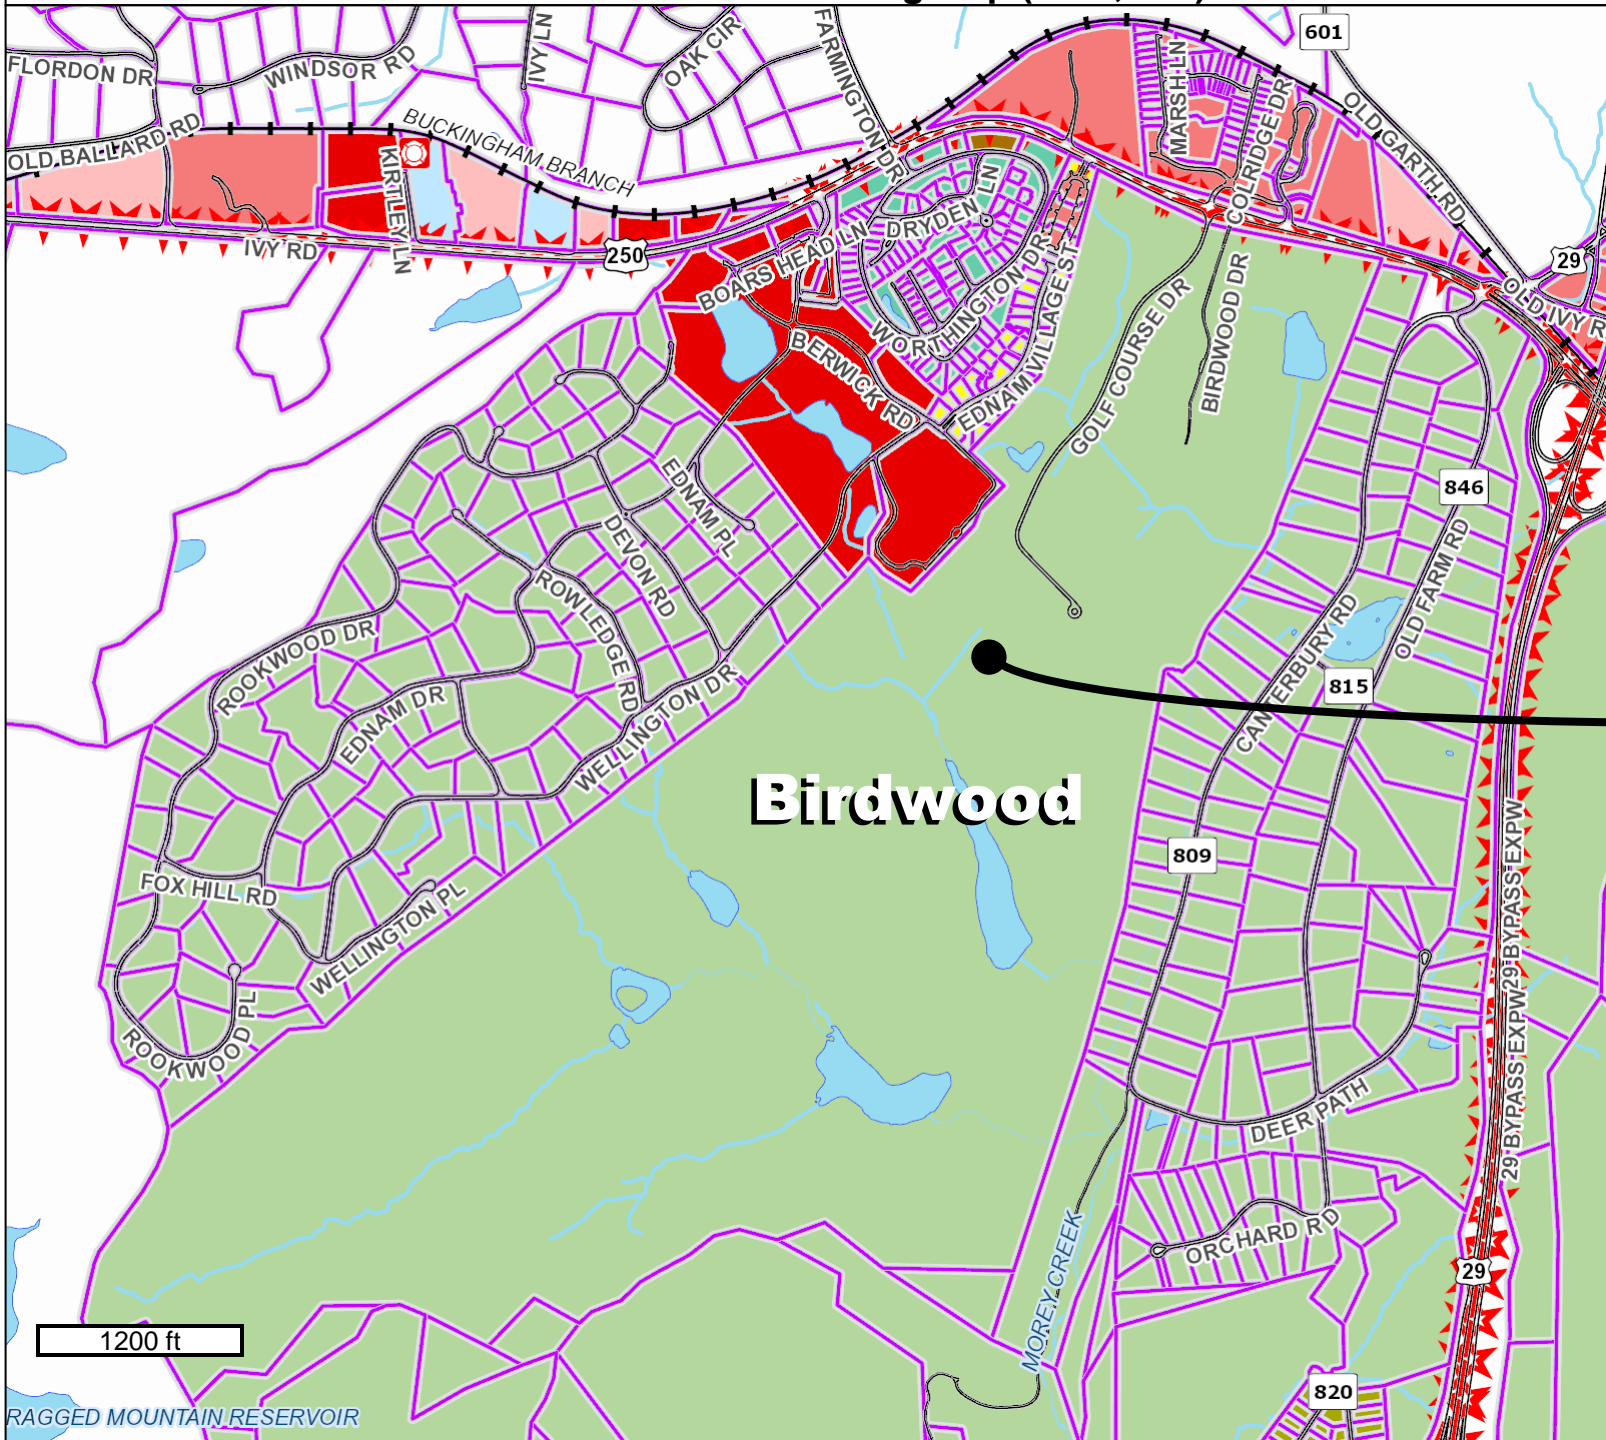 601
FLORDON DR
WINDSOR RD
IVY LN
OAK CIR
FARMINGTON DR
MARSH LN
COLRIDGE DR
OLD GARTH RD
OLD BALLARD RD
BUCKINGHAM BRANCH
KIRTLEY LN
IVY RD
250
BOARS HEAD LN
DRYDEN LN
WORTHINGTON DR
EDNAM VILLAGE ST
BERWICK RD
GOLF COURSE DR
BIRDWOOD DR
29
OLD IVY R
846
EDNAM PL
DEVON RD
ROWLEDGE RD
ROOKWOOD DR
EDNAM DR
WELLINGTON DR
OLD FARM RD
CANTERBURY RD
815
Birdwood
809
FOX HILL RD
WELLINGTON PL
ROOKWOOD PL
29 BYPASS EXPW
29 BYPASS EXPW
DEER PATH
ORCHARD RD
MOREY CREEK
29
1200 ft
820
RAGGED MOUNTAIN RESERVOIR